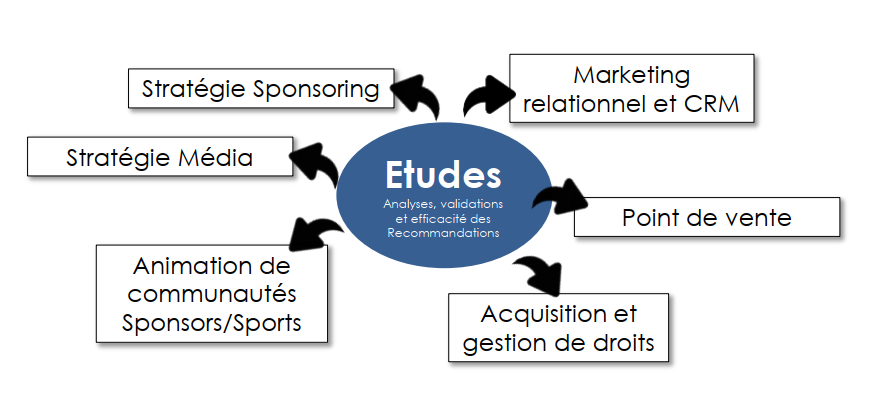 Stratégie Sponsoring
Marketing
relationnel et CRM
Stratégie Média
Etudes
Analyses, validations
et efficacité des
Recommandations
Point de vente
Animation de
communautés
Sponsors/Sports
Acquisition et
gestion de droits